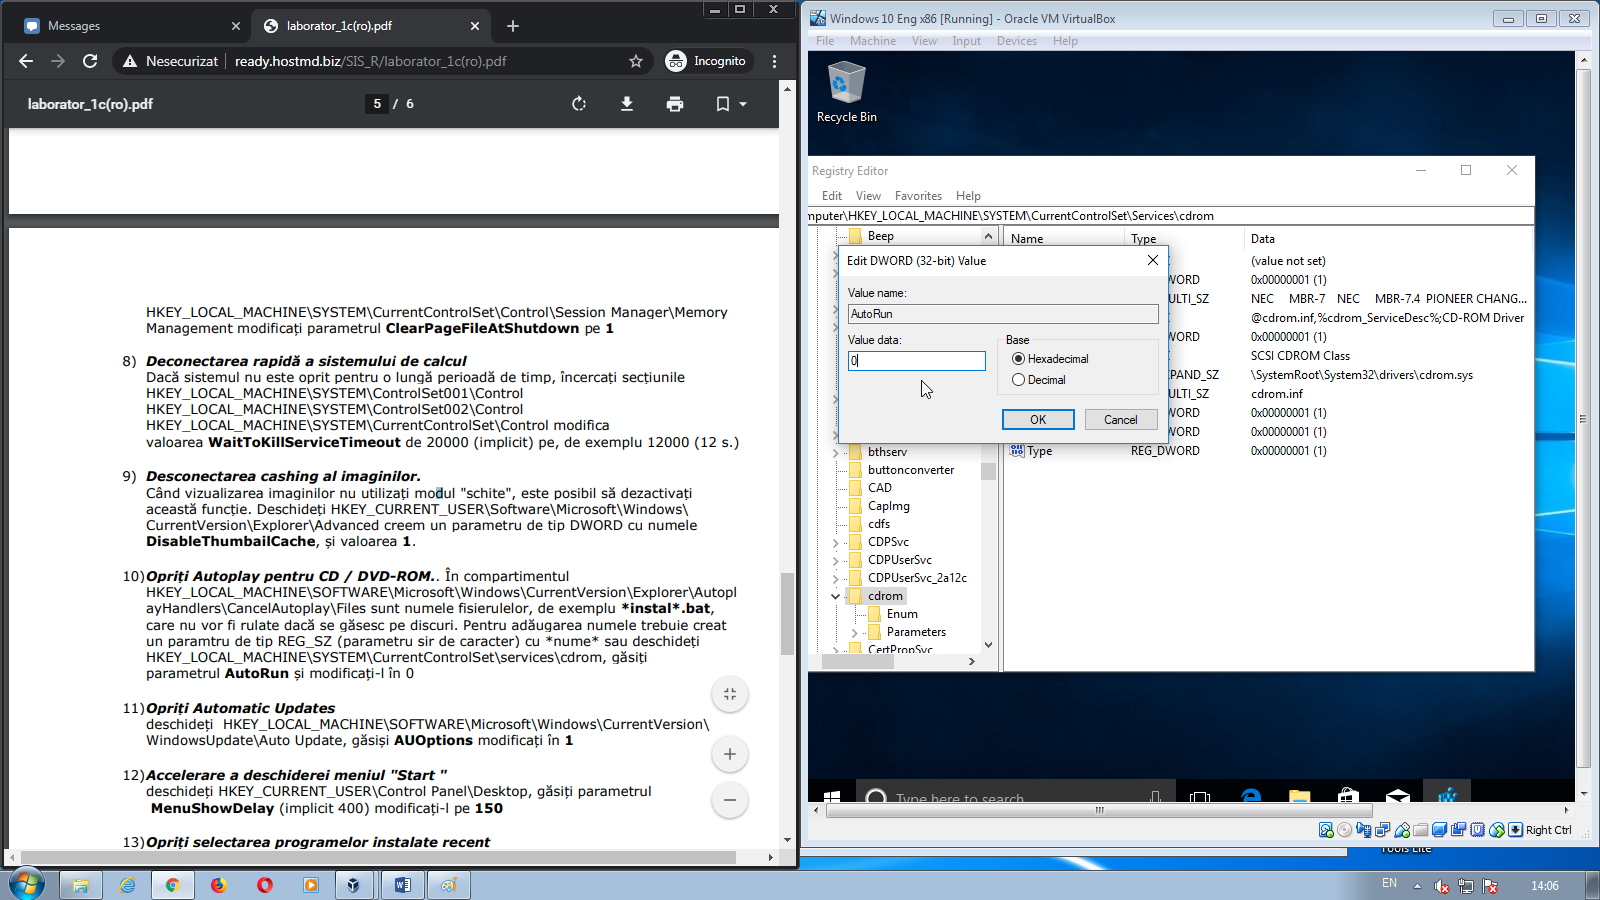 Messages
laborator_1c(ro).pdf
Nesecurizat
ready.hostmd.biz/SIS_R/laborator_1c(ro).pdf
Incognito
laborator_1c(ro).pdf
5 / 6
HKEY_LOCAL_MACHINE\SYSTEM\CurrentControlSet\Control\Session Manager\Memory
Management modificați parametrul ClearPageFileAtShutdown pe 1
8) Deconectarea rapidă a sistemului de calcul
Dacă sistemul nu este oprit pentru o lungă perioadă de timp, încercați secțiunile
HKEY_LOCAL_MACHINE\SYSTEM\ControlSet001\Control
HKEY_LOCAL_MACHINE\SYSTEM\ControlSet002\Control
HKEY_LOCAL_MACHINE\SYSTEM\CurrentControlSet\Control modifica
valoarea WaitToKillServiceTimeout de 20000 (implicit) pe, de exemplu 12000 (12 s.)
9) Desconectarea cashing al imaginilor.
Când vizualizarea imaginilor nu utilizați modul "schite", este posibil să dezactivați
această funcție. Deschideți HKEY_CURRENT_USER\Software\Microsoft\Windows\
CurrentVersion\Explorer\Advanced creem un parametru de tip DWORD cu numele
DisableThumbailCache, și valoarea 1.
10)Opriți Autoplay pentru CD / DVD-ROM.. În compartimentul
HKEY_LOCAL_MACHINE\SOFTWARE\Microsoft\Windows\CurrentVersion\Explorer\Autopl
ayHandlers\CancelAutoplay\Files sunt numele fisierulelor, de exemplu *instal*.bat,
care nu vor fi rulate dacă se găsesc pe discuri. Pentru adăugarea numele trebuie creat
un paramtru de tip REG_SZ (parametru sir de caracter) cu *nume* sau deschideți
HKEY_LOCAL_MACHINE\SYSTEM\CurrentControlSet\services\cdrom, găsiți
parametrul AutoRun și modificați-l în 0
11)Opriți Automatic Updates
deschideți HKEY_LOCAL_MACHINE\SOFTWARE\Microsoft\Windows\CurrentVersion\
WindowsUpdate\Auto Update, găsiși AUOptions modificați în 1
12)Accelerare a deschiderei meniul "Start "
deschideți HKEY_CURRENT_USER\Control Panel\Desktop, găsiți parametrul
MenuShowDelay (implicit 400) modificați-l pe 150
13)Opriți selectarea programelor instalate recent
Windows 10 Eng x86 [Running] - Oracle VM VirtualBox
File Machine View Input Devices Help
Recycle Bin
Registry Editor
Edit View Favorites Help
mputer\HKEY_LOCAL_MACHINE\SYSTEM\CurrentControlSet\Services\cdrom
Beep
Name Type Data
(value not set)
WORD 0x00000001 (1)
ULTI_SZ NEC MBR-7 NEC MBR-7.4 PIONEER CHANG...
@cdrom.inf,%cdrom_ServiceDesc%;CD-ROM Driver
WORD 0x00000001 (1)
SCSI CDROM Class
PAND_SZ \SystemRoot\System32\drivers\cdrom.sys
ULTI_SZ cdrom.inf
WORD 0x00000001 (1)
WORD 0x00000001 (1)
Type REG_DWORD 0x00000001 (1)
Edit DWORD (32-bit) Value
Value name:
AutoRun
Value data:
0
Base
Hexadecimal
Decimal
OK Cancel
bthserv
buttonconverter
CAD
CapImg
cdfs
CDPSvc
CDPUserSvc
CDPUserSvc_2a12c
cdrom
Enum
Parameters
CertPropSvc
Type here to search
Right Ctrl
Tools Lite
EN
14:06